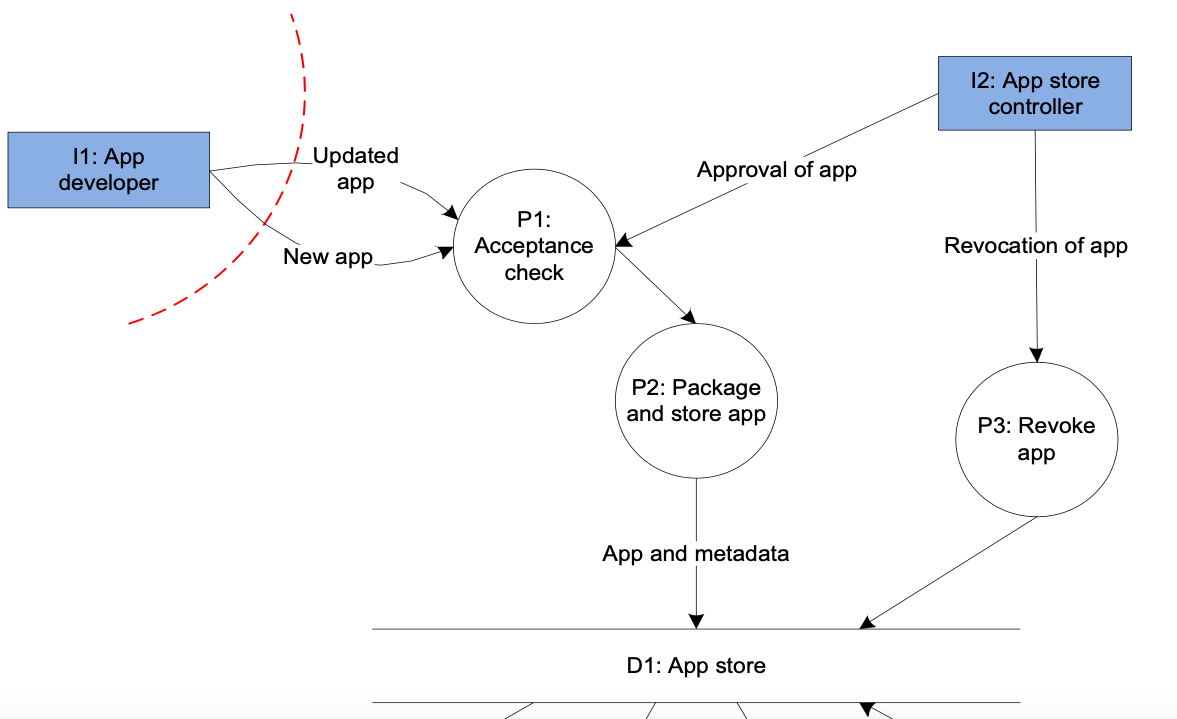 I1: App
developer
Updated
app
New app
P1:
Acceptance
check
Approval of app
I2: App store
controller
Revocation of app
P2: Package
and store app
P3: Revoke
app
App and metadata
D1: App store